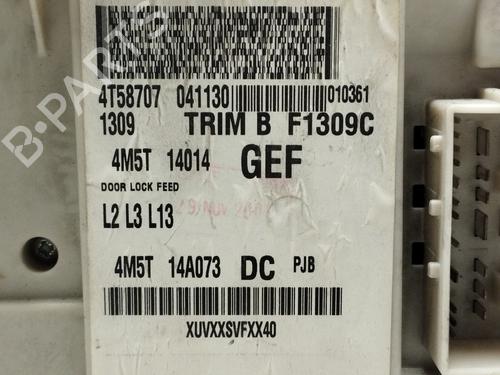 4T58707 041130 010361
1309 TRIM B F1309C
4M5T 14014 GEF
DOOR LOCK FEED
L2 L3 L13
4M5T 14A073 DC PJB
XUVXXSVFXX40
B-PARTS